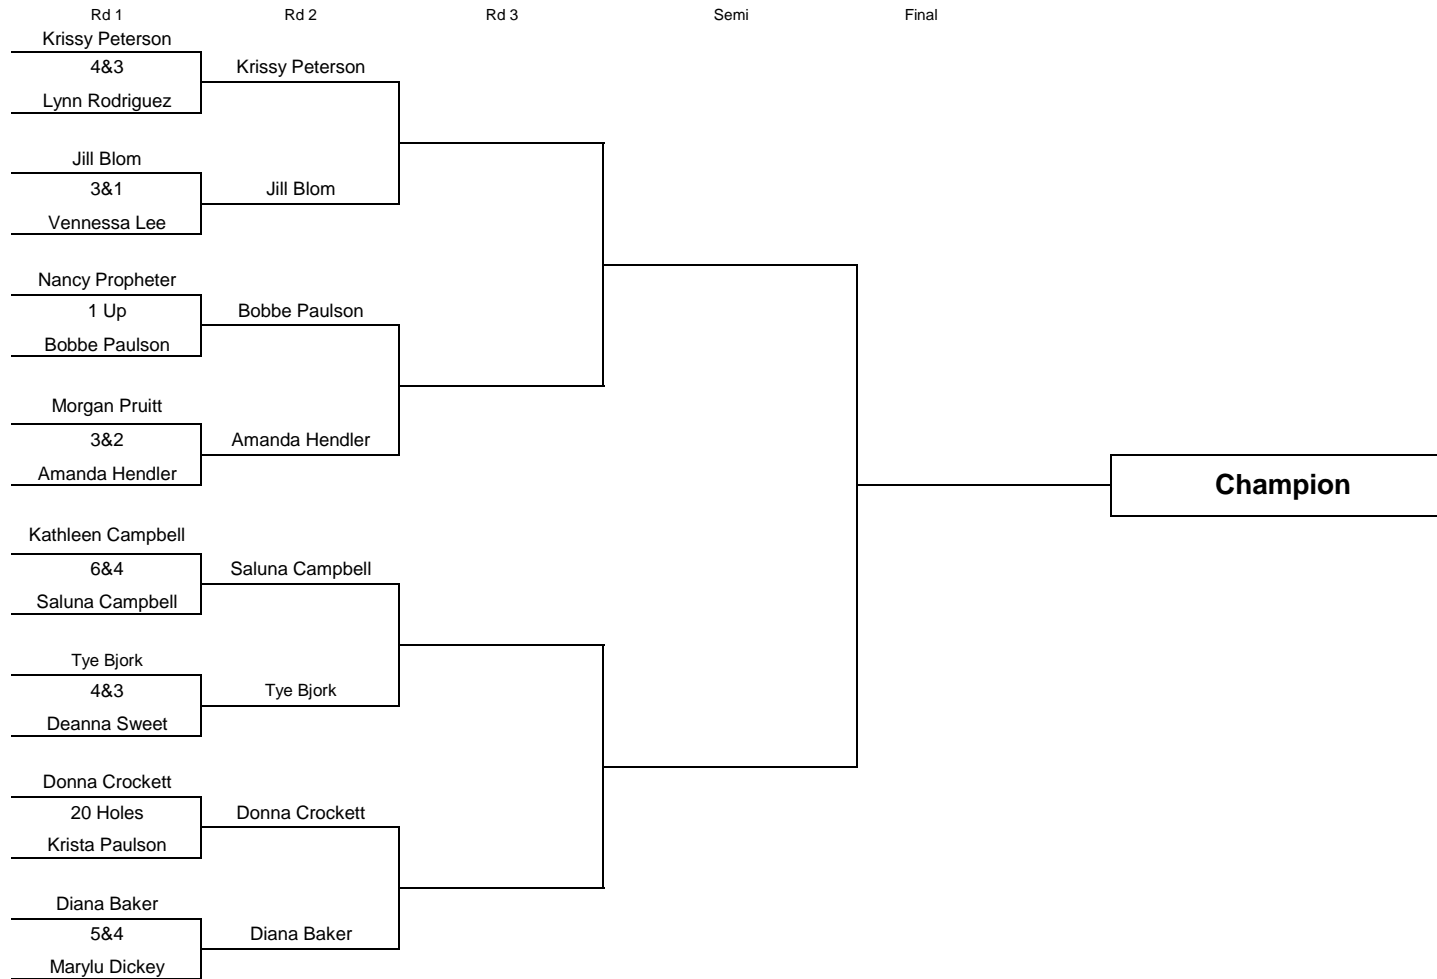 Rd 1 Rd 2 Rd 3 Semi Final
Krissy Peterson
4&3 Krissy Peterson
Lynn Rodriguez
Jill Blom
3&1 Jill Blom
Vennessa Lee
Nancy Propheter
1 Up Bobbe Paulson
Bobbe Paulson
Morgan Pruitt
3&2 Amanda Hendler
Amanda Hendler
Champion
Kathleen Campbell
6&4 Saluna Campbell
Saluna Campbell
Tye Bjork
4&3 Tye Bjork
Deanna Sweet
Donna Crockett
20 Holes Donna Crockett
Krista Paulson
Diana Baker
5&4 Diana Baker
Marylu Dickey